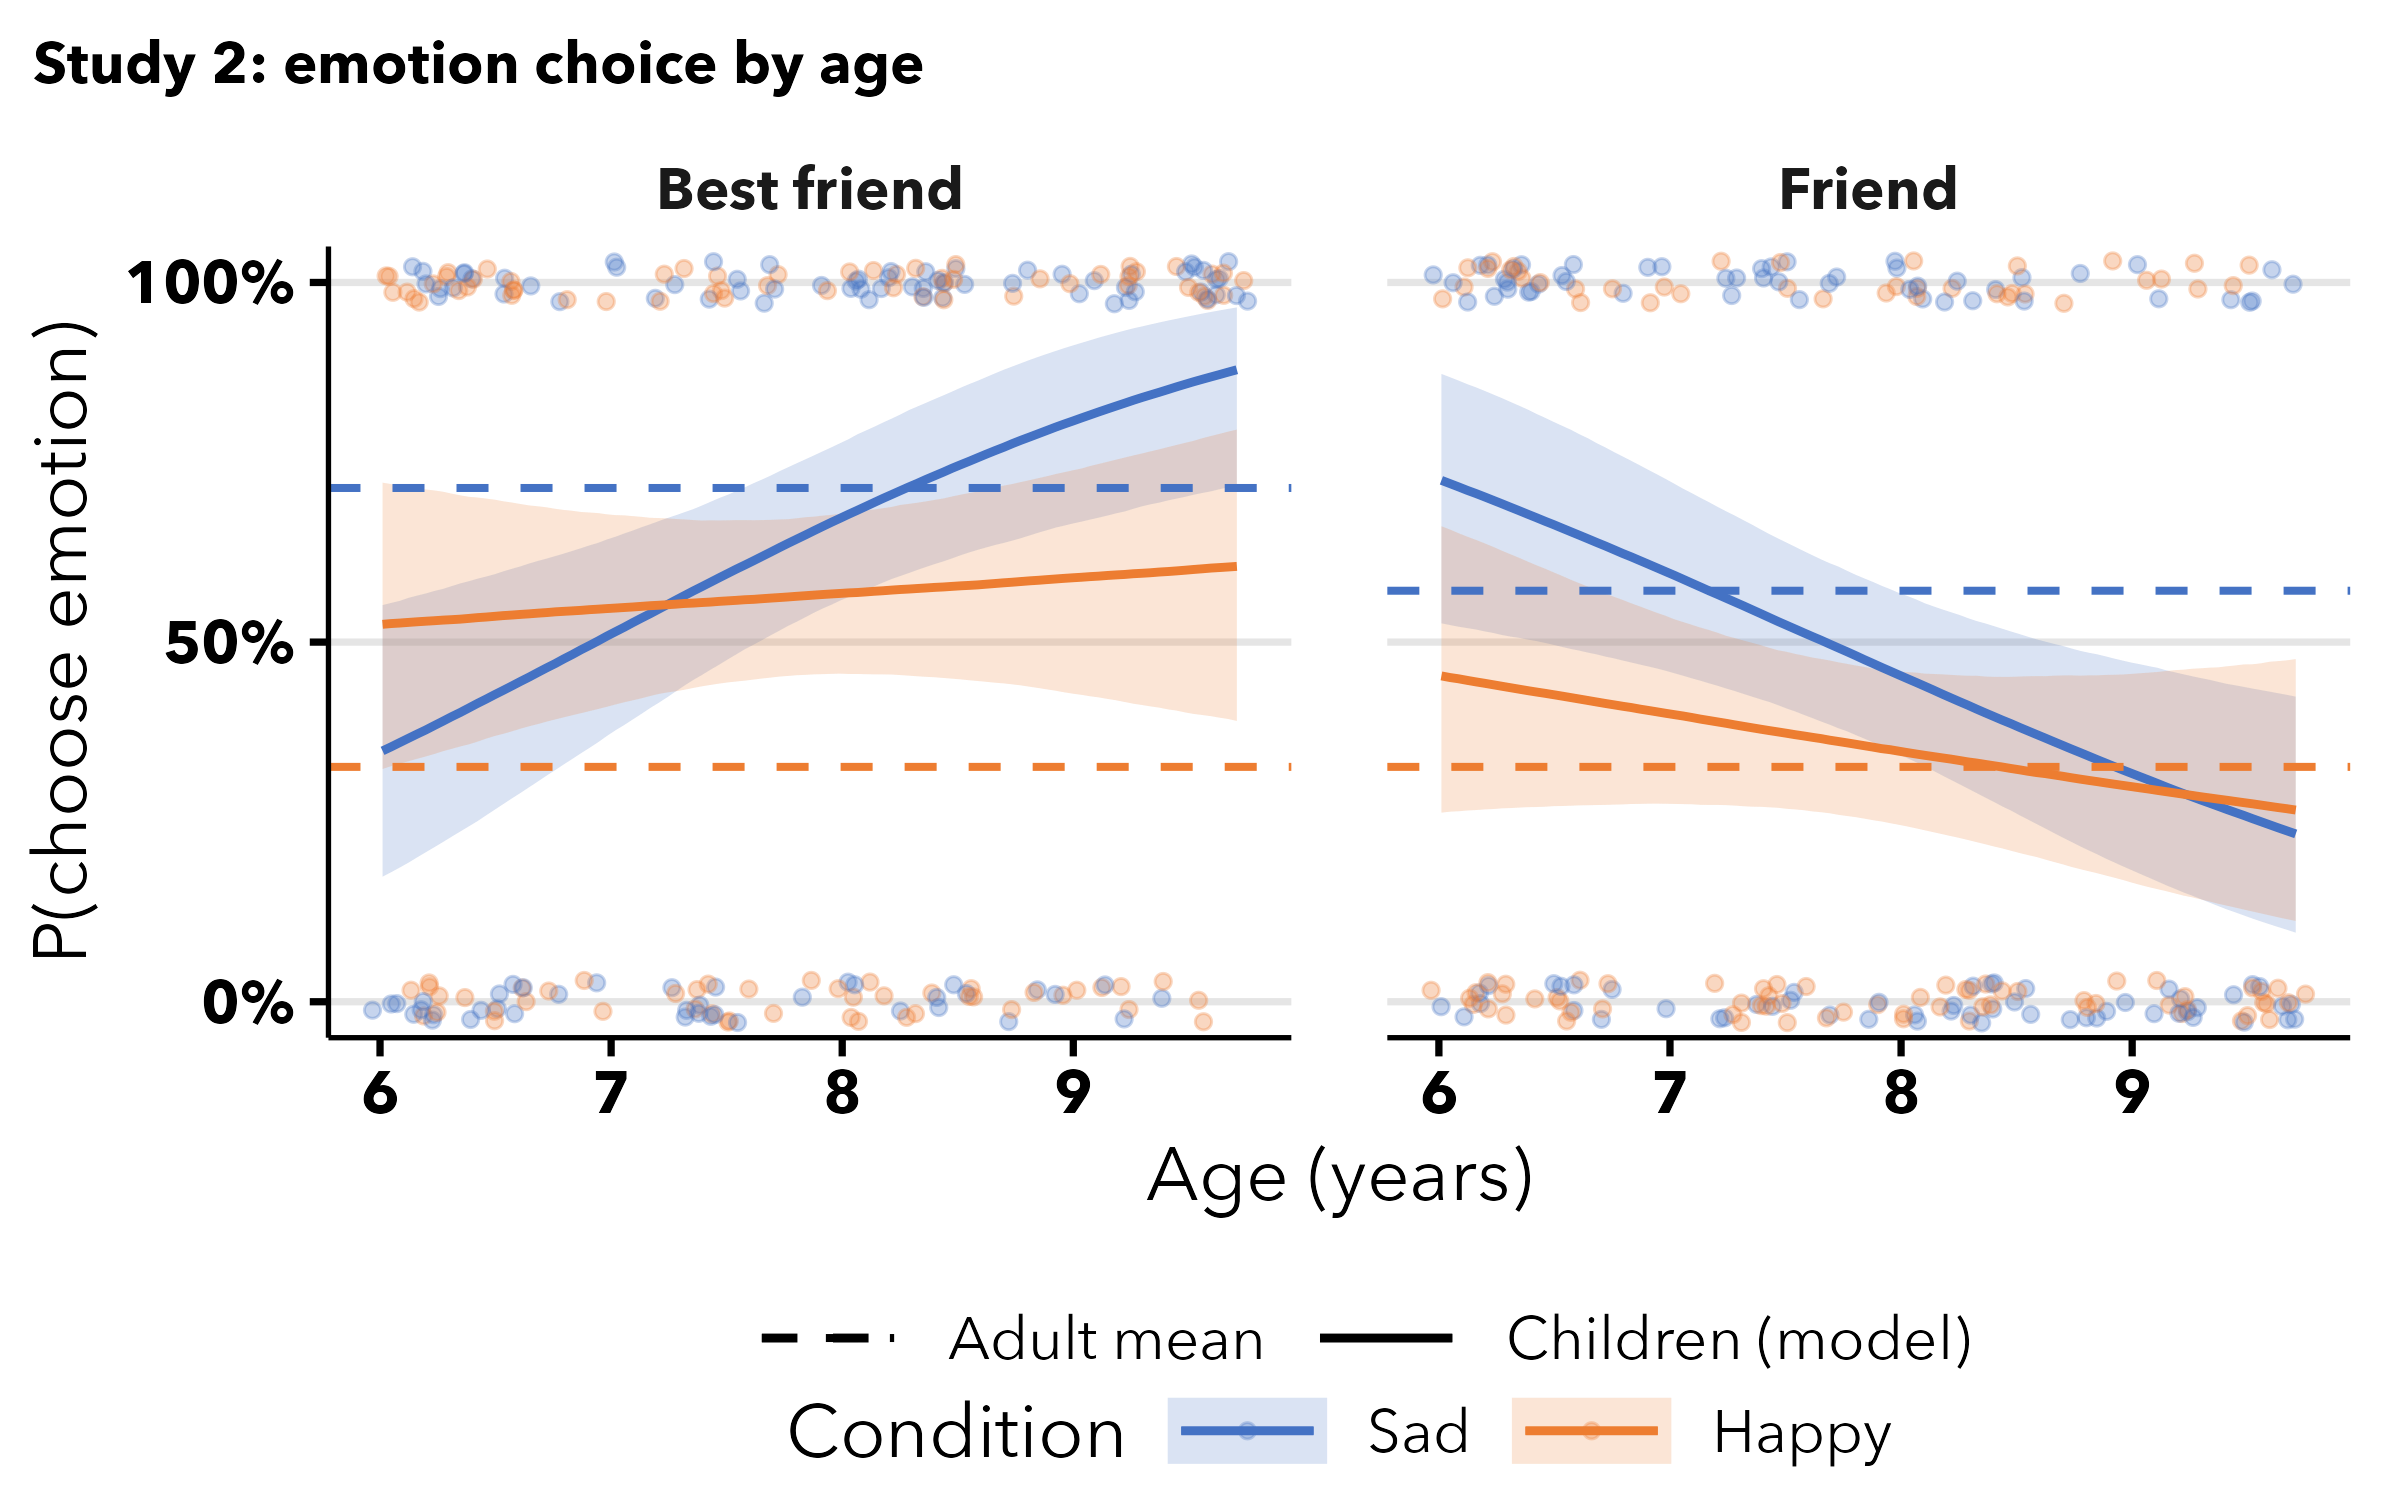 Study 2: emotion choice by age
Best friend
Friend
P(choose emotion)
100%
50%
0%
6 7 8 9
6 7 8 9
Age (years)
Adult mean Children (model)
Condition Sad Happy